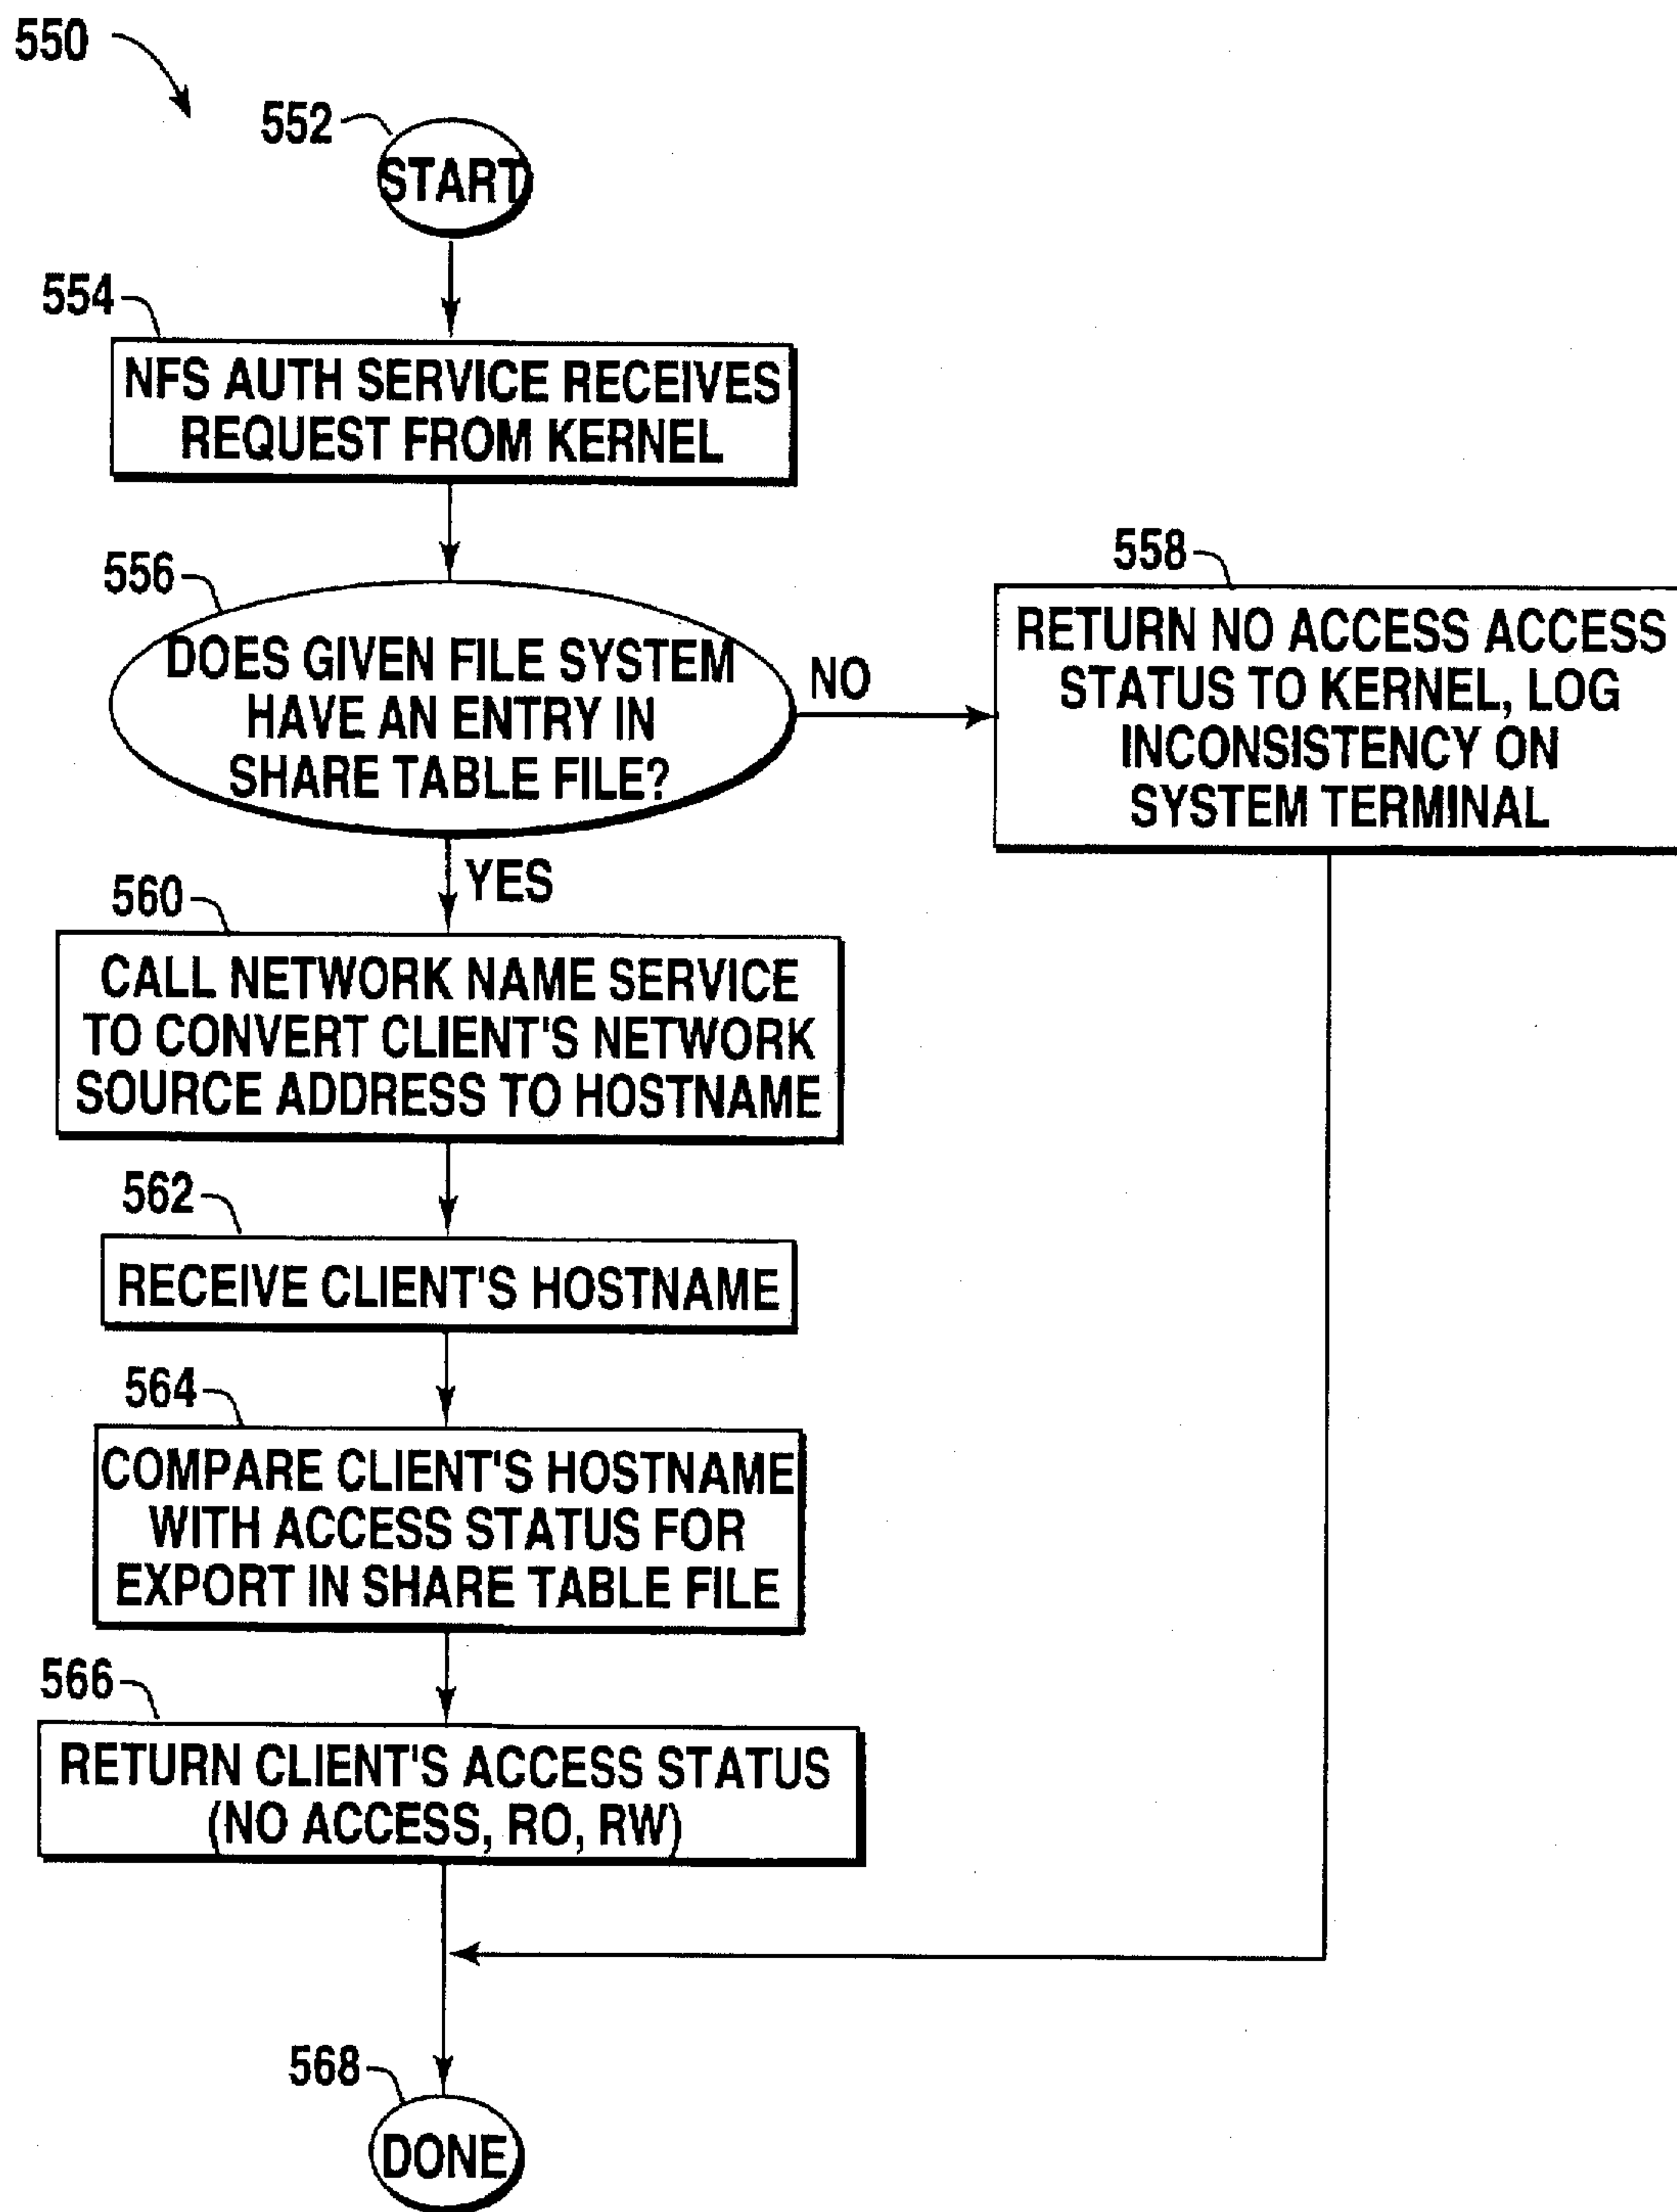 550
552
START
554
NFS AUTH SERVICE RECEIVES
REQUEST FROM KERNEL
556
DOES GIVEN FILE SYSTEM
HAVE AN ENTRY IN
SHARE TABLE FILE?
NO
558
RETURN NO ACCESS ACCESS
STATUS TO KERNEL, LOG
INCONSISTENCY ON
SYSTEM TERMINAL
YES
560
CALL NETWORK NAME SERVICE
TO CONVERT CLIENT'S NETWORK
SOURCE ADDRESS TO HOSTNAME
562
RECEIVE CLIENT'S HOSTNAME
564
COMPARE CLIENT'S HOSTNAME
WITH ACCESS STATUS FOR
EXPORT IN SHARE TABLE FILE
566
RETURN CLIENT'S ACCESS STATUS
(NO ACCESS, RO, RW)
568
DONE